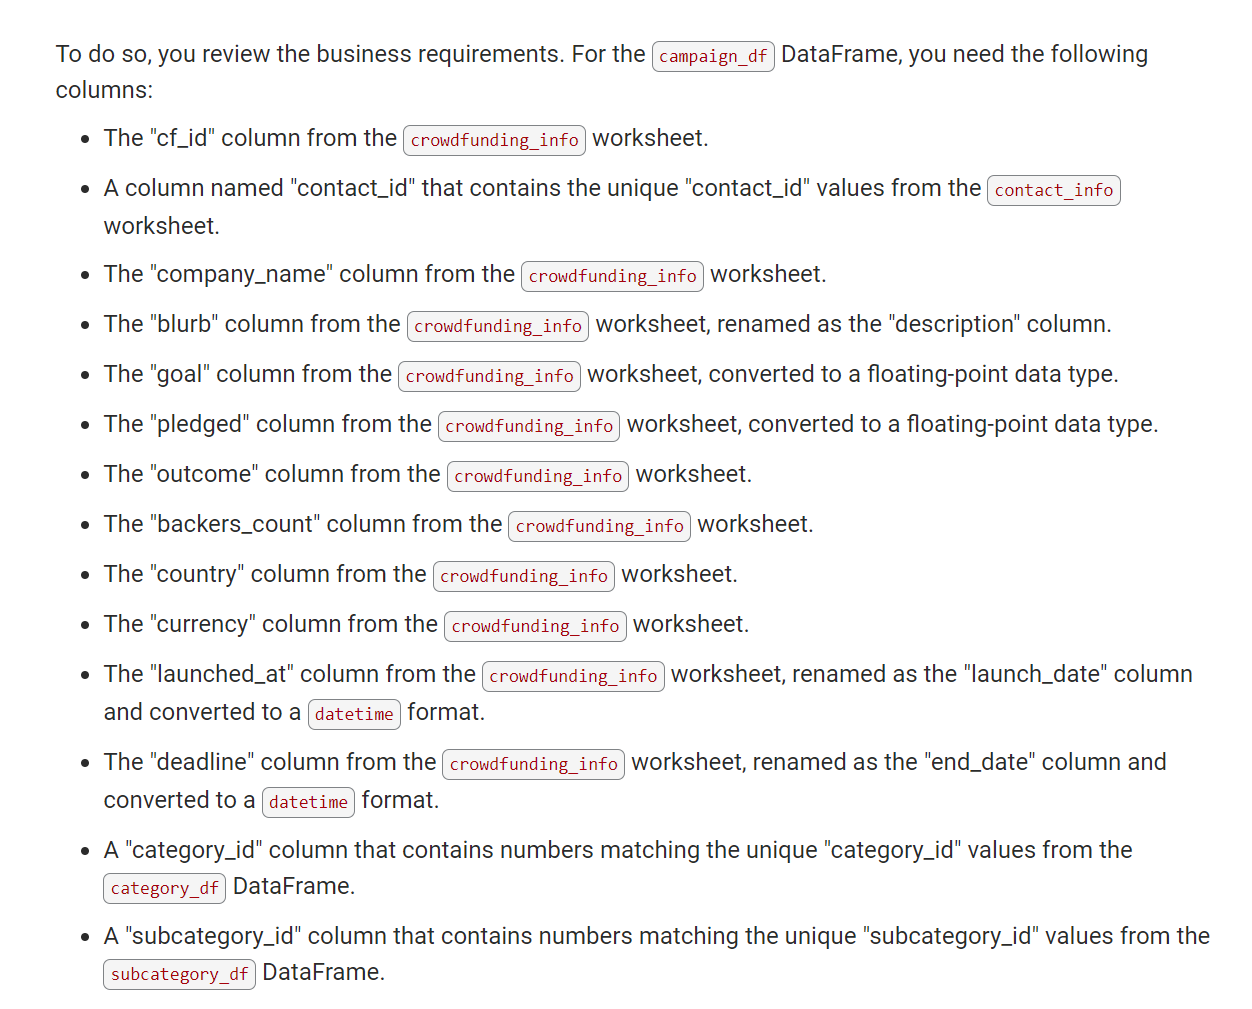 To do so, you review the business requirements. For the campaign_df DataFrame, you need the following
columns:
• The "cf_id" column from the crowdfunding_info worksheet.
• A column named "contact_id" that contains the unique "contact_id" values from the contact_info
worksheet.
• The "company_name" column from the crowdfunding_info worksheet.
• The "blurb" column from the crowdfunding_info worksheet, renamed as the "description" column.
• The "goal" column from the crowdfunding_info worksheet, converted to a floating-point data type.
• The "pledged" column from the crowdfunding_info worksheet, converted to a floating-point data type.
• The "outcome" column from the crowdfunding_info worksheet.
• The "backers_count" column from the crowdfunding_info worksheet.
• The "country" column from the crowdfunding_info worksheet.
• The "currency" column from the crowdfunding_info worksheet.
• The "launched_at" column from the crowdfunding_info worksheet, renamed as the "launch_date" column
and converted to a datetime format.
• The "deadline" column from the crowdfunding_info worksheet, renamed as the "end_date" column and
converted to a datetime format.
• A "category_id" column that contains numbers matching the unique "category_id" values from the
category_df DataFrame.
• A "subcategory_id" column that contains numbers matching the unique "subcategory_id" values from the
subcategory_df DataFrame.